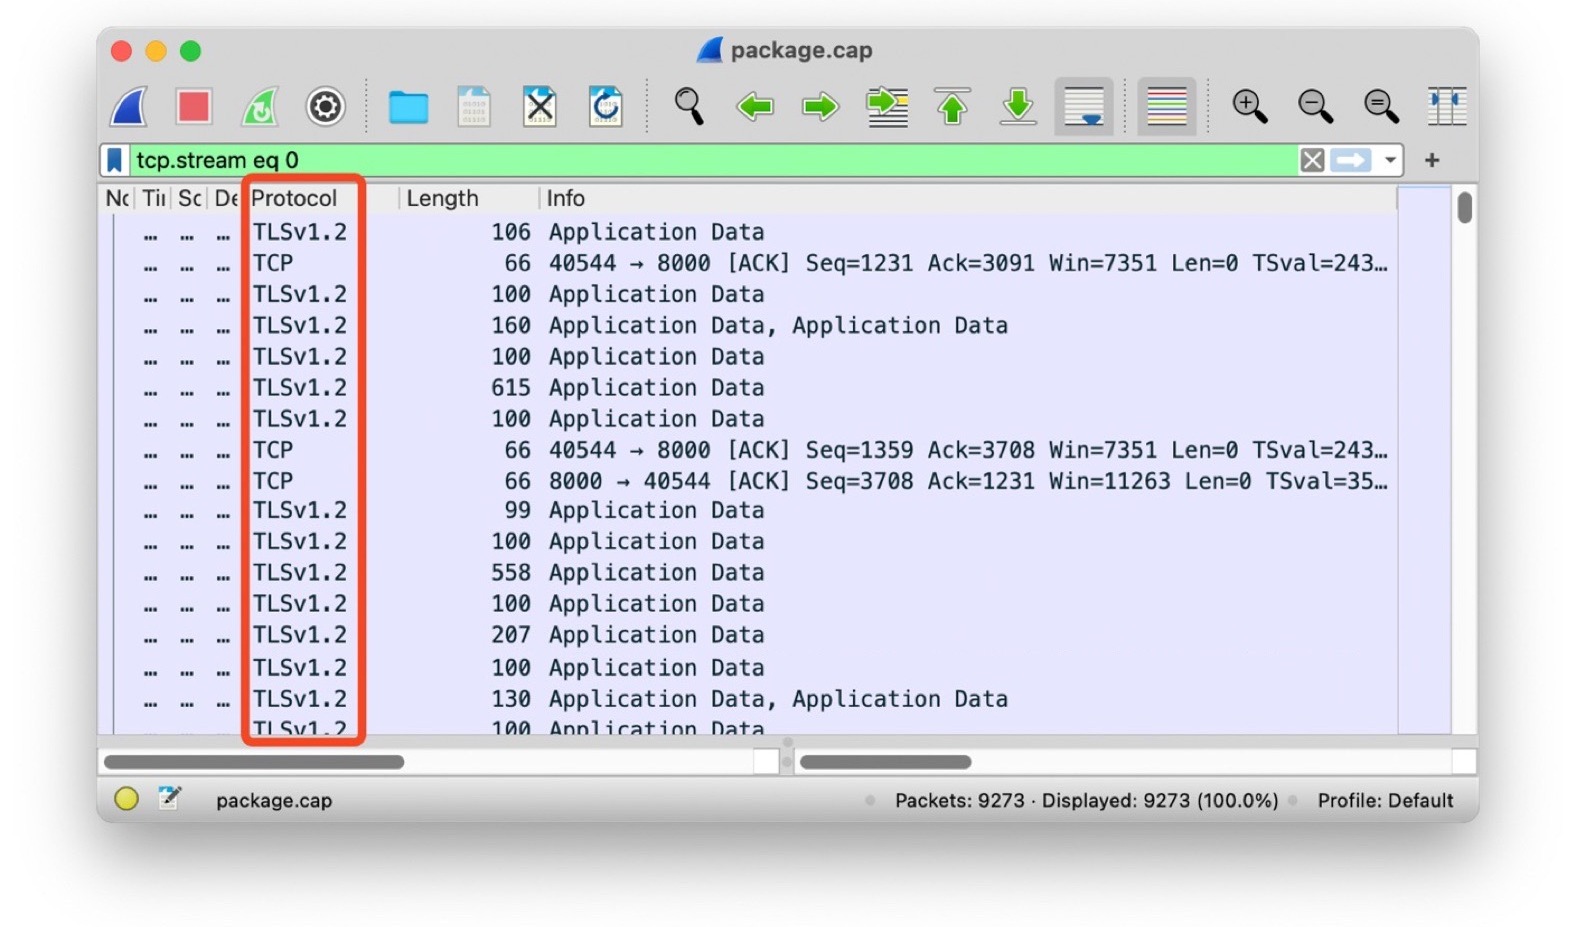 package.cap
tcp.stream eq 0
Nc Tii Sc De Protocol Length Info
… … … TLSv1.2 106 Application Data
… … … TCP 66 40544 → 8000 [ACK] Seq=1231 Ack=3091 Win=7351 Len=0 TSval=243…
… … … TLSv1.2 100 Application Data
… … … TLSv1.2 160 Application Data, Application Data
… … … TLSv1.2 100 Application Data
… … … TLSv1.2 615 Application Data
… … … TLSv1.2 100 Application Data
… … … TCP 66 40544 → 8000 [ACK] Seq=1359 Ack=3708 Win=7351 Len=0 TSval=243…
… … … TCP 66 8000 → 40544 [ACK] Seq=3708 Ack=1231 Win=11263 Len=0 TSval=35…
… … … TLSv1.2 99 Application Data
… … … TLSv1.2 100 Application Data
… … … TLSv1.2 558 Application Data
… … … TLSv1.2 100 Application Data
… … … TLSv1.2 207 Application Data
… … … TLSv1.2 100 Application Data
… … … TLSv1.2 130 Application Data, Application Data
TLSv1.2 100 Application Data
package.cap Packets: 9273 · Displayed: 9273 (100.0%) Profile: Default